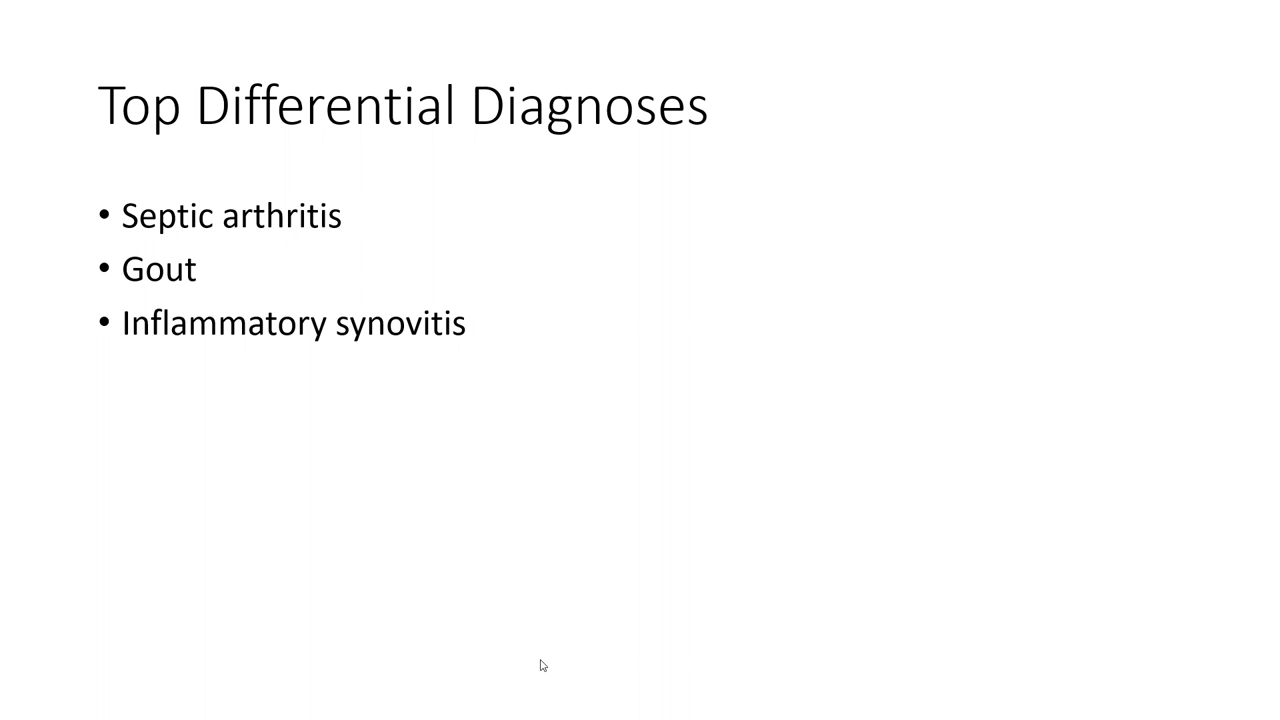 Top Differential Diagnoses
• Septic arthritis
• Gout
• Inflammatory synovitis